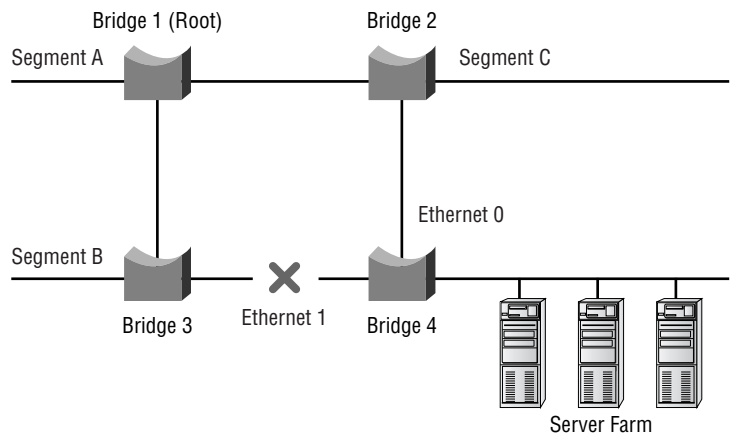 Bridge 1 (Root)
Bridge 2
Segment A
Segment C
Ethernet 0
Segment B
Bridge 3
Ethernet 1
Bridge 4
Server Farm